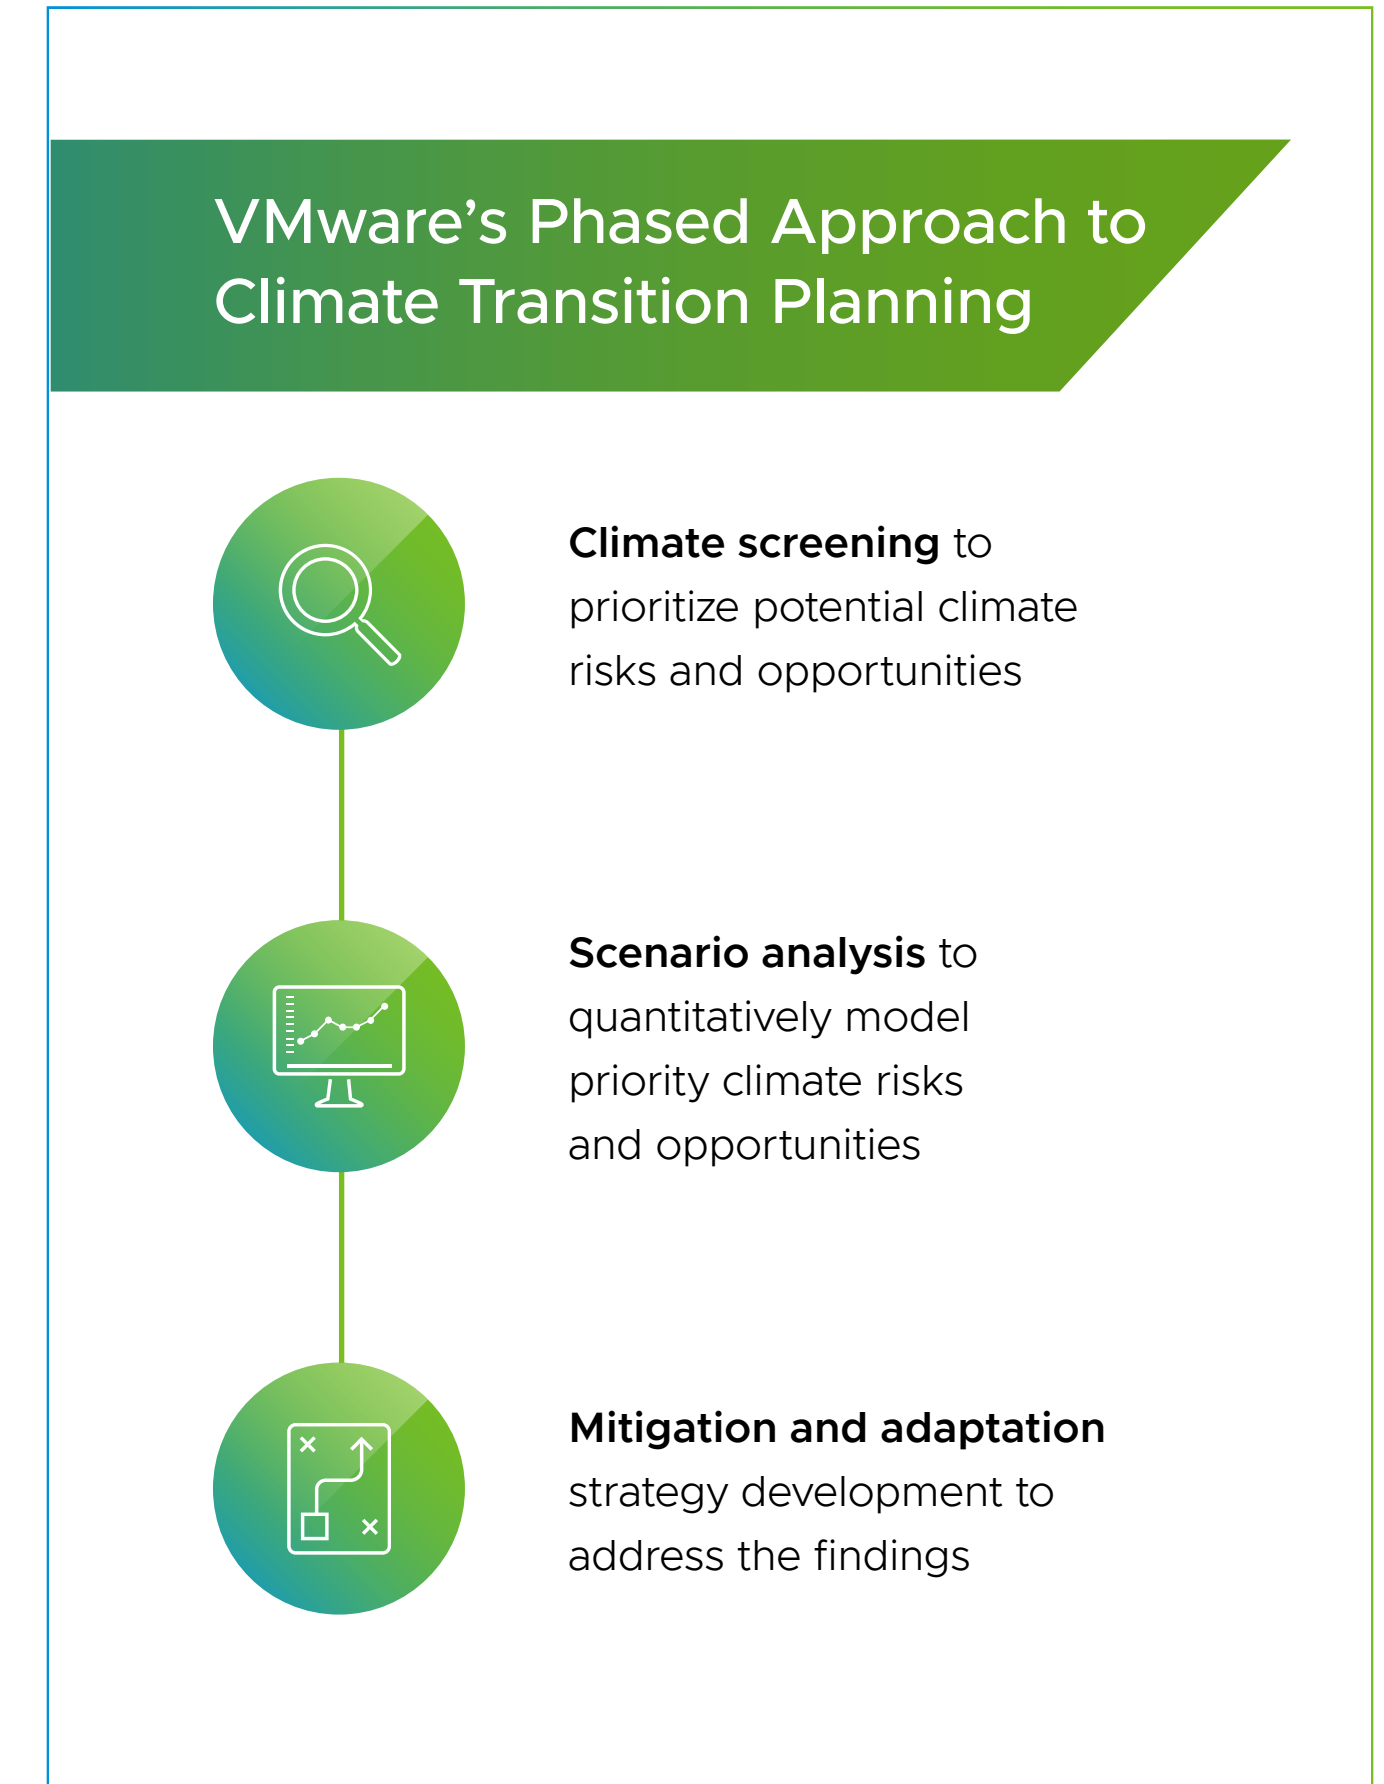 VMware’s Phased Approach to
Climate Transition Planning
Climate screening to
prioritize potential climate
risks and opportunities
Scenario analysis to
quantitatively model
priority climate risks
and opportunities
Mitigation and adaptation
strategy development to
address the findings